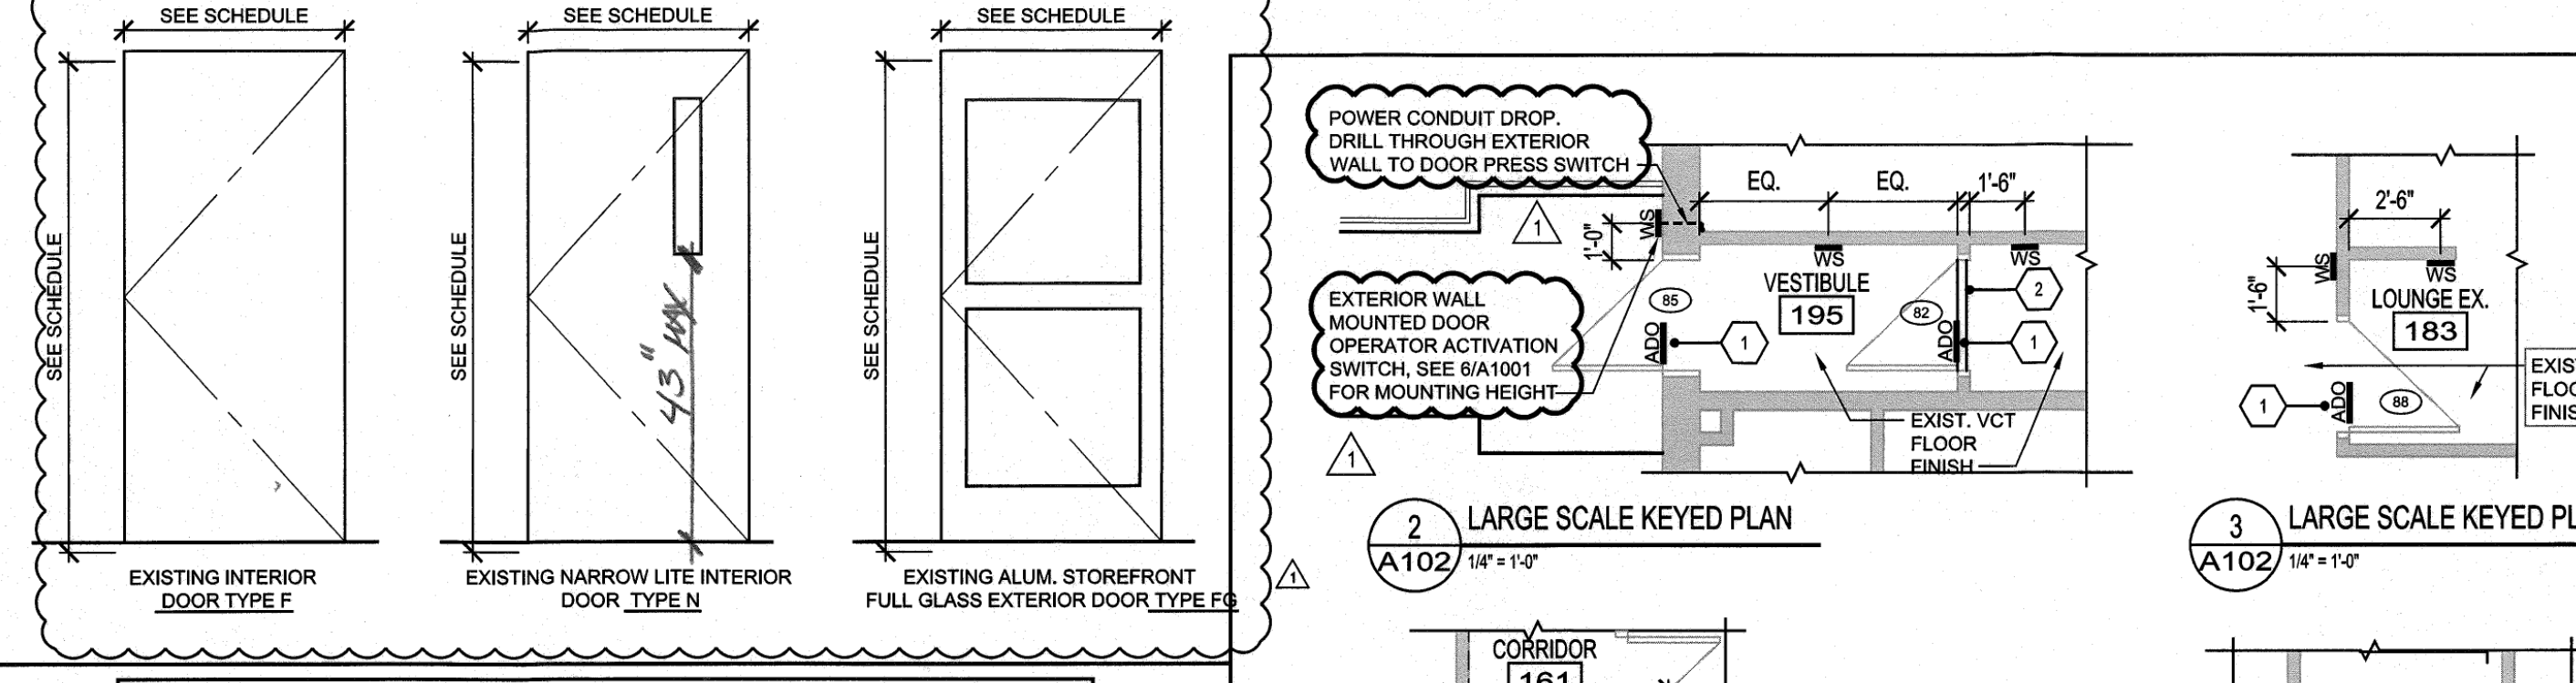 SEE SCHEDULE
SEE SCHEDULE
EXISTING INTERIOR
DOOR TYPE F
SEE SCHEDULE
SEE SCHEDULE
43" MAX
EXISTING NARROW LITE INTERIOR
DOOR TYPE N
SEE SCHEDULE
SEE SCHEDULE
EXISTING ALUM. STOREFRONT
FULL GLASS EXTERIOR DOOR TYPE FG
1
POWER CONDUIT DROP.
DRILL THROUGH EXTERIOR
WALL TO DOOR PRESS SWITCH
1
EXTERIOR WALL
MOUNTED DOOR
OPERATOR ACTIVATION
SWITCH, SEE 6/A1001
FOR MOUNTING HEIGHT
1
EQ.
EQ.
1'-6"
1'-0"
WS
WS
WS
85
VESTIBULE
195
82
2
ADO
1
ADO
1
EXIST. VCT
FLOOR
FINISH
2
A102
LARGE SCALE KEYED PLAN
1/4" = 1'-0"
2'-6"
WS
WS
1'-6"
LOUNGE EX.
183
1
ADO
88
3
A102
LARGE SCALE KEYED
1/4" = 1'-0"
CORRIDOR
161